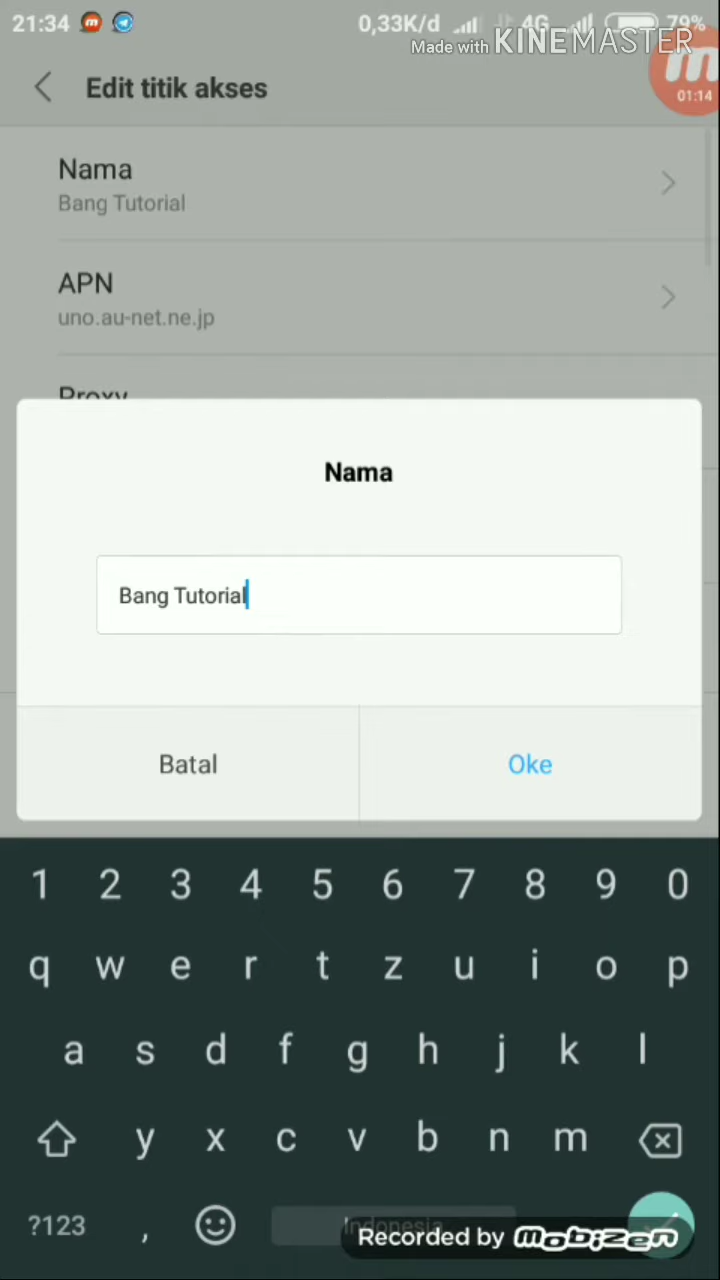 21:34 0,33K/d 4G 79%
Made with KINEMASTER
Edit titik akses
01:14
Nama
Bang Tutorial
APN
uno.au-net.ne.jp
Proxy
Nama
Bang Tutorial
Batal Oke
1 2 3 4 5 6 7 8 9 0
q w e r t z u i o p
a s d f g h j k l
y x c v b n m
?123 , Indonesia
Recorded by mobizen